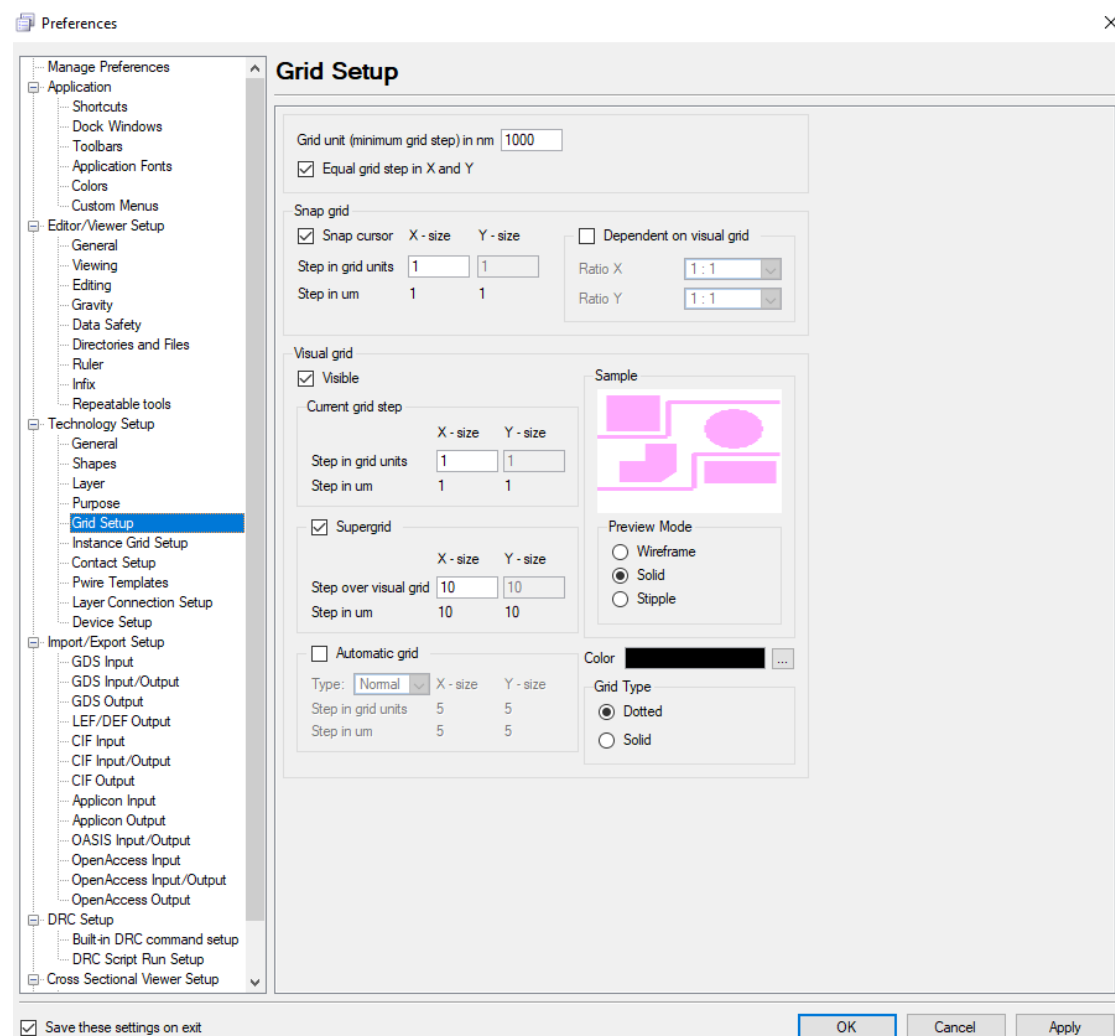 Preferences
Manage Preferences
Application
Shortcuts
Dock Windows
Toolbars
Application Fonts
Colors
Custom Menus
Editor/Viewer Setup
General
Viewing
Editing
Gravity
Data Safety
Directories and Files
Ruler
Infix
Repeatable tools
Technology Setup
General
Shapes
Layer
Purpose
Grid Setup
Instance Grid Setup
Contact Setup
Pwire Templates
Layer Connection Setup
Device Setup
Import/Export Setup
GDS Input
GDS Input/Output
GDS Output
LEF/DEF Output
CIF Input
CIF Input/Output
CIF Output
Applicon Input
Applicon Output
OASIS Input/Output
OpenAccess Input
OpenAccess Input/Output
OpenAccess Output
DRC Setup
Built-in DRC command setup
DRC Script Run Setup
Cross Sectional Viewer Setup
Grid Setup
Grid unit (minimum grid step) in nm 1000
Equal grid step in X and Y
Snap grid
Snap cursor X - size Y - size
Step in grid units 1 1
Step in um 1 1
Dependent on visual grid
Ratio X 1 : 1
Ratio Y 1 : 1
Visual grid
Visible
Current grid step
X - size Y - size
Step in grid units 1 1
Step in um 1 1
Supergrid
X - size Y - size
Step over visual grid 10 10
Step in um 10 10
Automatic grid
Type: Normal X - size Y - size
Step in grid units 5 5
Step in um 5 5
Sample
Preview Mode
Wireframe
Solid
Stipple
Color ...
Grid Type
Dotted
Solid
Save these settings on exit
OK Cancel Apply